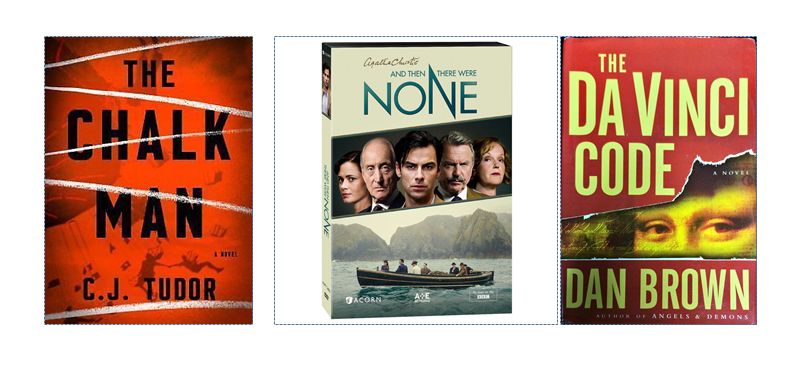 THE
CHALK
MAN
A NOVEL
C.J. TUDOR
Agatha Christie
AND THEN THERE WERE
NONE
ACORN
A+E
BBC
THE
DA VINCI
CODE
A NOVEL
DAN BROWN
AUTHOR OF ANGELS & DEMONS